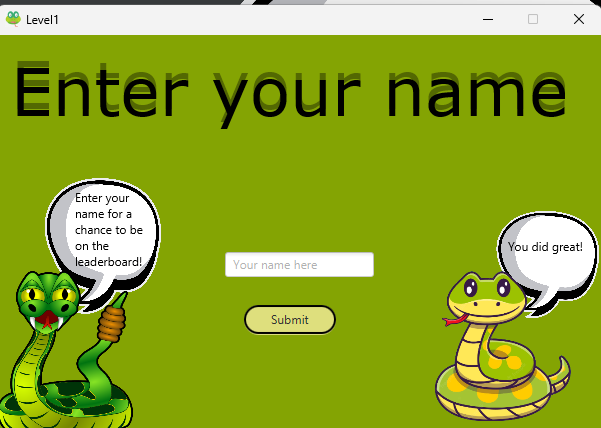 Level1
Enter your name
Enter your
name for a
chance to be
on the
leaderboard!
You did great!
Your name here
Submit